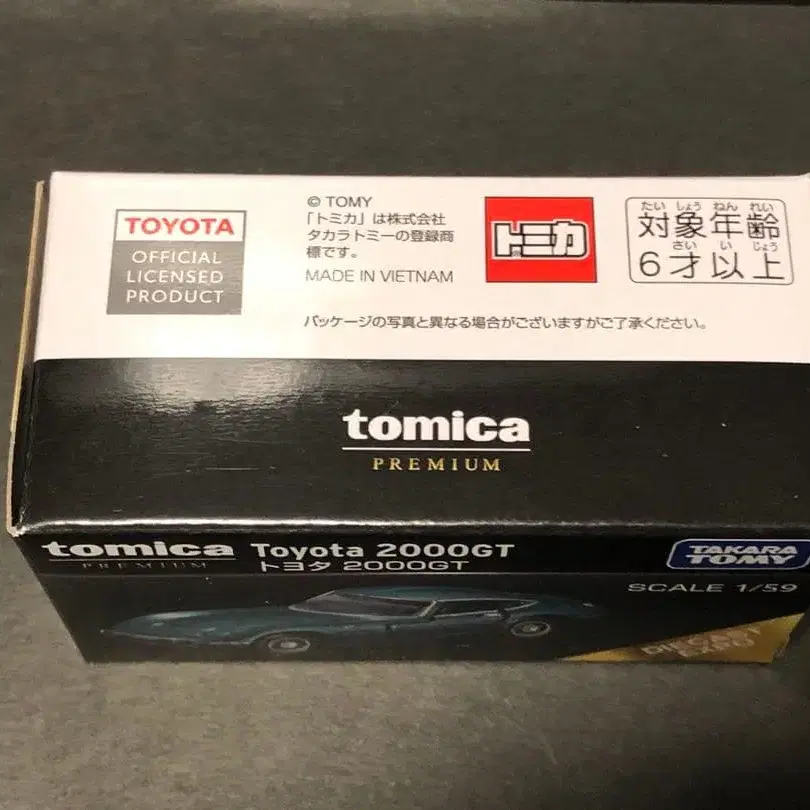 TOYOTA
OFFICIAL
LICENSED
PRODUCT
© TOMY
「トミカ」は株式会社
タカラトミーの登録商
標です。
MADE IN VIETNAM
トミカ
たい しょう ねん れい
対象年齢
さい い じょう
6才以上
パッケージの写真と異なる場合がございますがご了承ください。
tomica
PREMIUM
tomica
PREMIUM
Toyota 2000GT
トヨタ 2000GT
TAKARA
TOMY
SCALE 1/59
DIECAST
EXPO